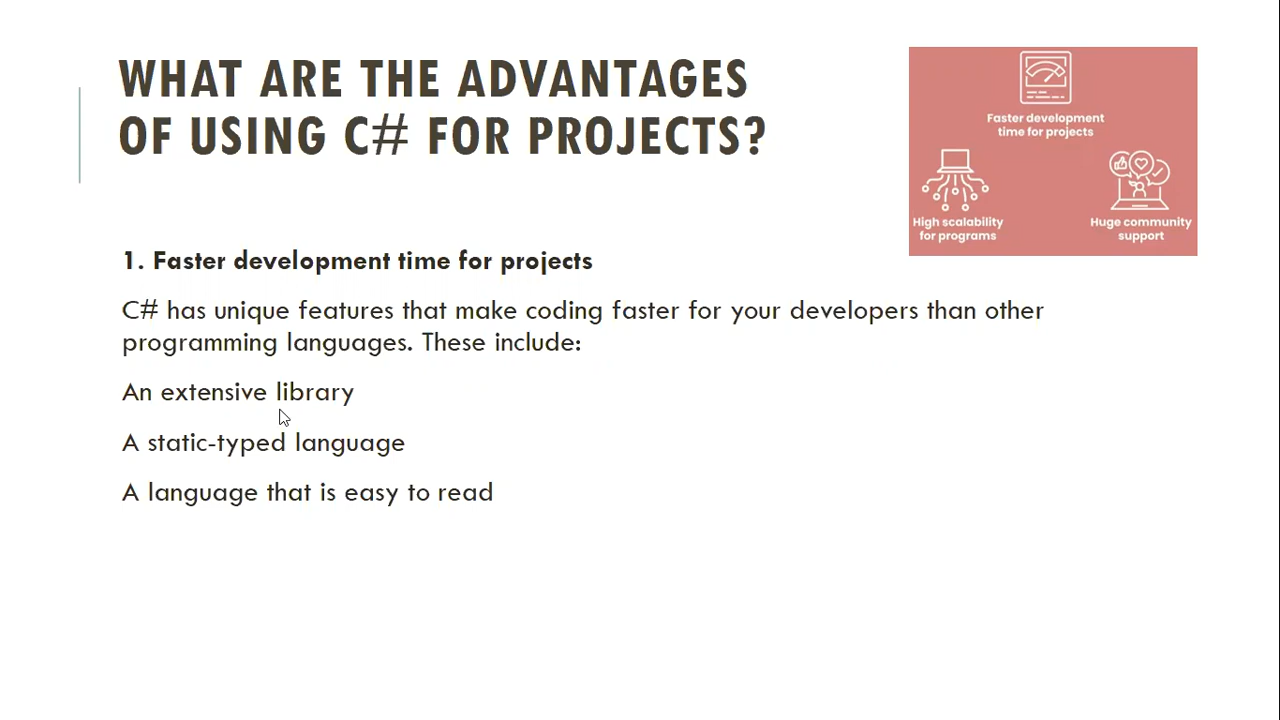 WHAT ARE THE ADVANTAGES
OF USING C# FOR PROJECTS?
Faster development
time for projects
High scalability
for programs
Huge community
support
1. Faster development time for projects
C# has unique features that make coding faster for your developers than other
programming languages. These include:
An extensive library
A static-typed language
A language that is easy to read